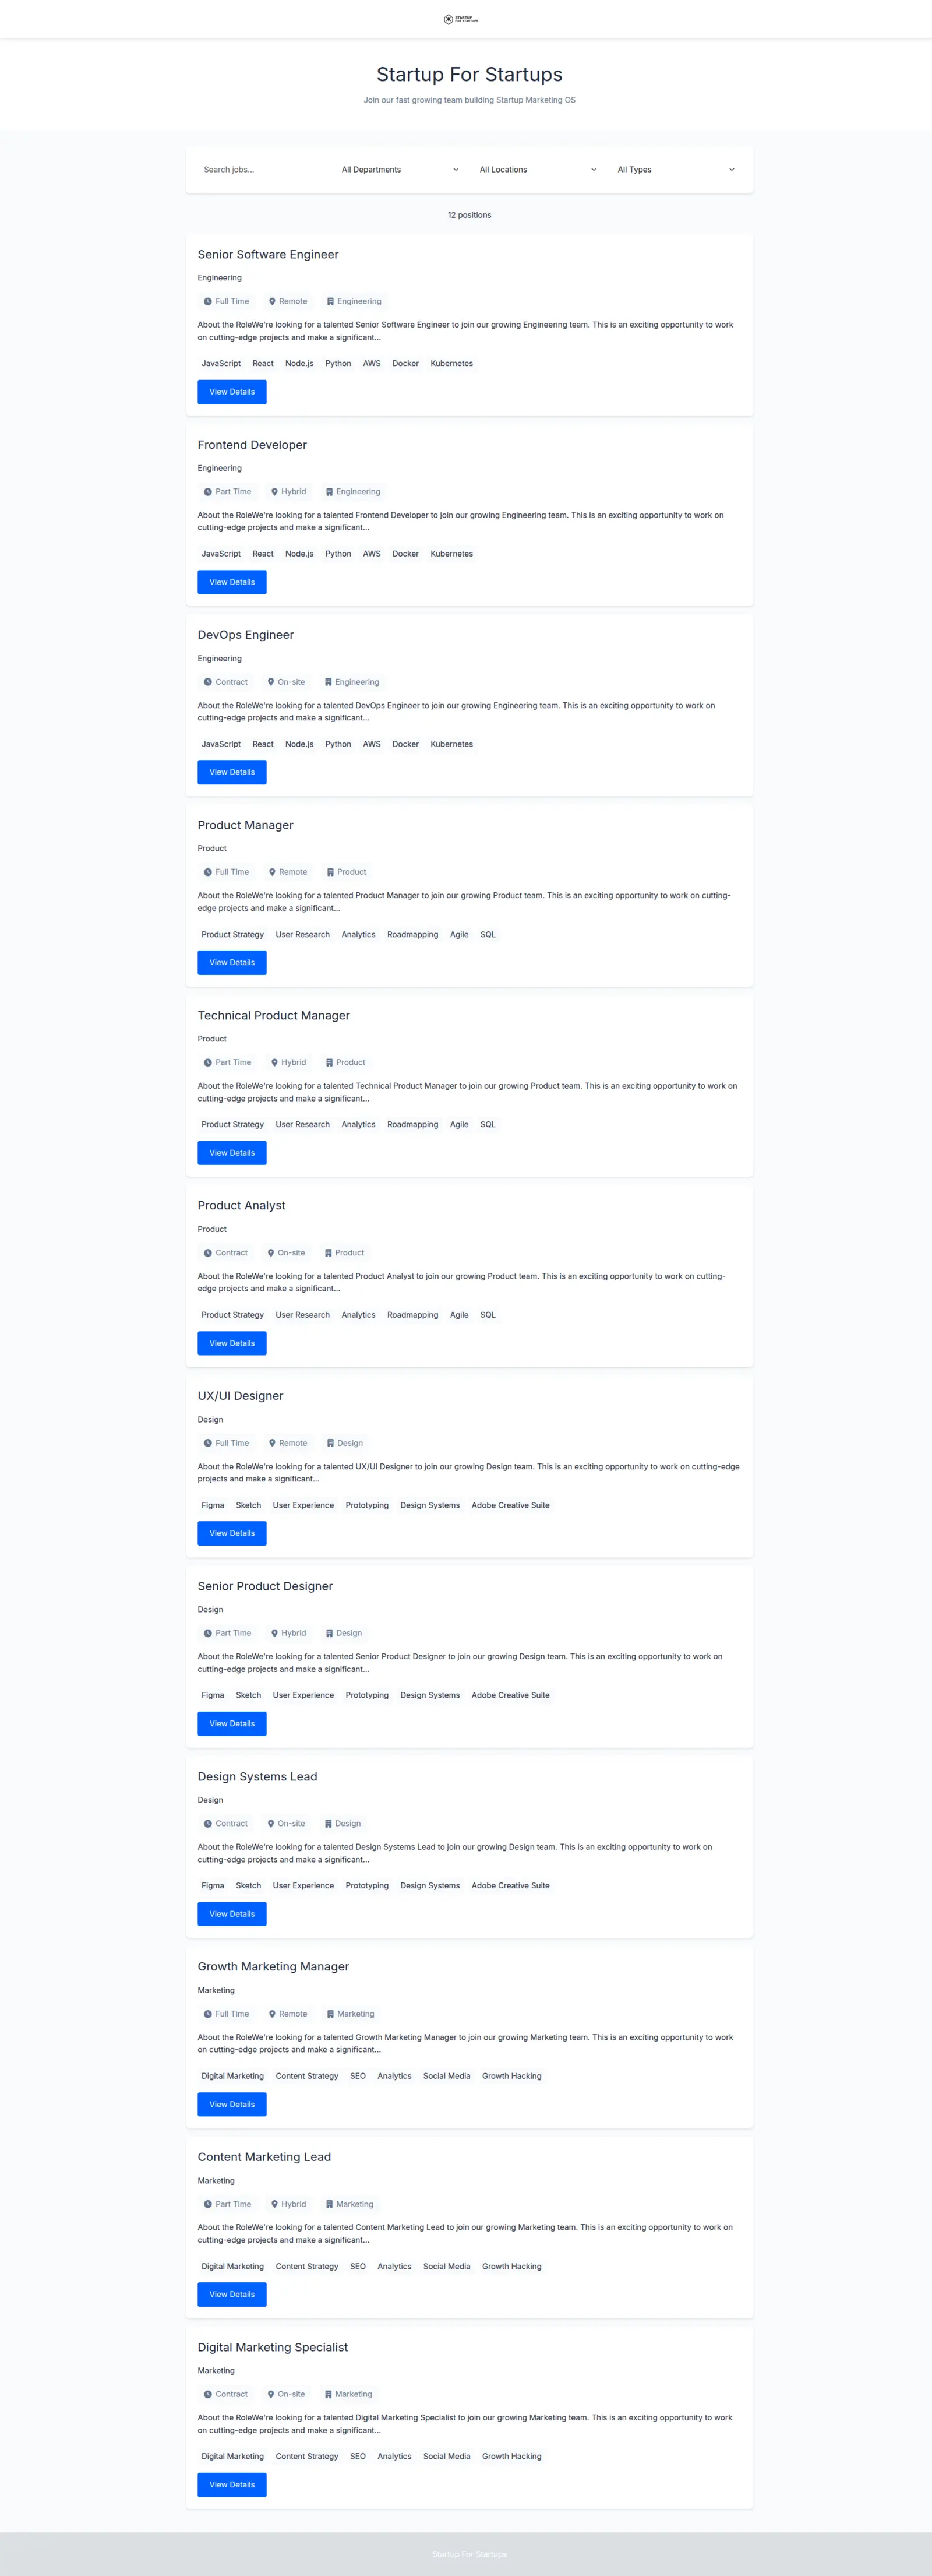 STARTUP
FOR STARTUPS
Startup For Startups
Join our fast growing team building Startup Marketing OS
Search jobs... All Departments All Locations All Types
12 positions
Senior Software Engineer
Engineering
Full Time Remote Engineering
About the RoleWe're looking for a talented Senior Software Engineer to join our growing Engineering team. This is an exciting opportunity to work
on cutting-edge projects and make a significant...
JavaScript React Node.js Python AWS Docker Kubernetes
View Details
Frontend Developer
Engineering
Part Time Hybrid Engineering
About the RoleWe're looking for a talented Frontend Developer to join our growing Engineering team. This is an exciting opportunity to work on
cutting-edge projects and make a significant...
JavaScript React Node.js Python AWS Docker Kubernetes
View Details
DevOps Engineer
Engineering
Contract On-site Engineering
About the RoleWe're looking for a talented DevOps Engineer to join our growing Engineering team. This is an exciting opportunity to work on
cutting-edge projects and make a significant...
JavaScript React Node.js Python AWS Docker Kubernetes
View Details
Product Manager
Product
Full Time Remote Product
About the RoleWe're looking for a talented Product Manager to join our growing Product team. This is an exciting opportunity to work on cutting-
edge projects and make a significant...
Product Strategy User Research Analytics Roadmapping Agile SQL
View Details
Technical Product Manager
Product
Part Time Hybrid Product
About the RoleWe're looking for a talented Technical Product Manager to join our growing Product team. This is an exciting opportunity to work on
cutting-edge projects and make a significant...
Product Strategy User Research Analytics Roadmapping Agile SQL
View Details
Product Analyst
Product
Contract On-site Product
About the RoleWe're looking for a talented Product Analyst to join our growing Product team. This is an exciting opportunity to work on cutting-
edge projects and make a significant...
Product Strategy User Research Analytics Roadmapping Agile SQL
View Details
UX/UI Designer
Design
Full Time Remote Design
About the RoleWe're looking for a talented UX/UI Designer to join our growing Design team. This is an exciting opportunity to work on cutting-edge
projects and make a significant...
Figma Sketch User Experience Prototyping Design Systems Adobe Creative Suite
View Details
Senior Product Designer
Design
Part Time Hybrid Design
About the RoleWe're looking for a talented Senior Product Designer to join our growing Design team. This is an exciting opportunity to work on
cutting-edge projects and make a significant...
Figma Sketch User Experience Prototyping Design Systems Adobe Creative Suite
View Details
Design Systems Lead
Design
Contract On-site Design
About the RoleWe're looking for a talented Design Systems Lead to join our growing Design team. This is an exciting opportunity to work on
cutting-edge projects and make a significant...
Figma Sketch User Experience Prototyping Design Systems Adobe Creative Suite
View Details
Growth Marketing Manager
Marketing
Full Time Remote Marketing
About the RoleWe're looking for a talented Growth Marketing Manager to join our growing Marketing team. This is an exciting opportunity to work
on cutting-edge projects and make a significant...
Digital Marketing Content Strategy SEO Analytics Social Media Growth Hacking
View Details
Content Marketing Lead
Marketing
Part Time Hybrid Marketing
About the RoleWe're looking for a talented Content Marketing Lead to join our growing Marketing team. This is an exciting opportunity to work on
cutting-edge projects and make a significant...
Digital Marketing Content Strategy SEO Analytics Social Media Growth Hacking
View Details
Digital Marketing Specialist
Marketing
Contract On-site Marketing
About the RoleWe're looking for a talented Digital Marketing Specialist to join our growing Marketing team. This is an exciting opportunity to work
on cutting-edge projects and make a significant...
Digital Marketing Content Strategy SEO Analytics Social Media Growth Hacking
View Details
Startup For Startups